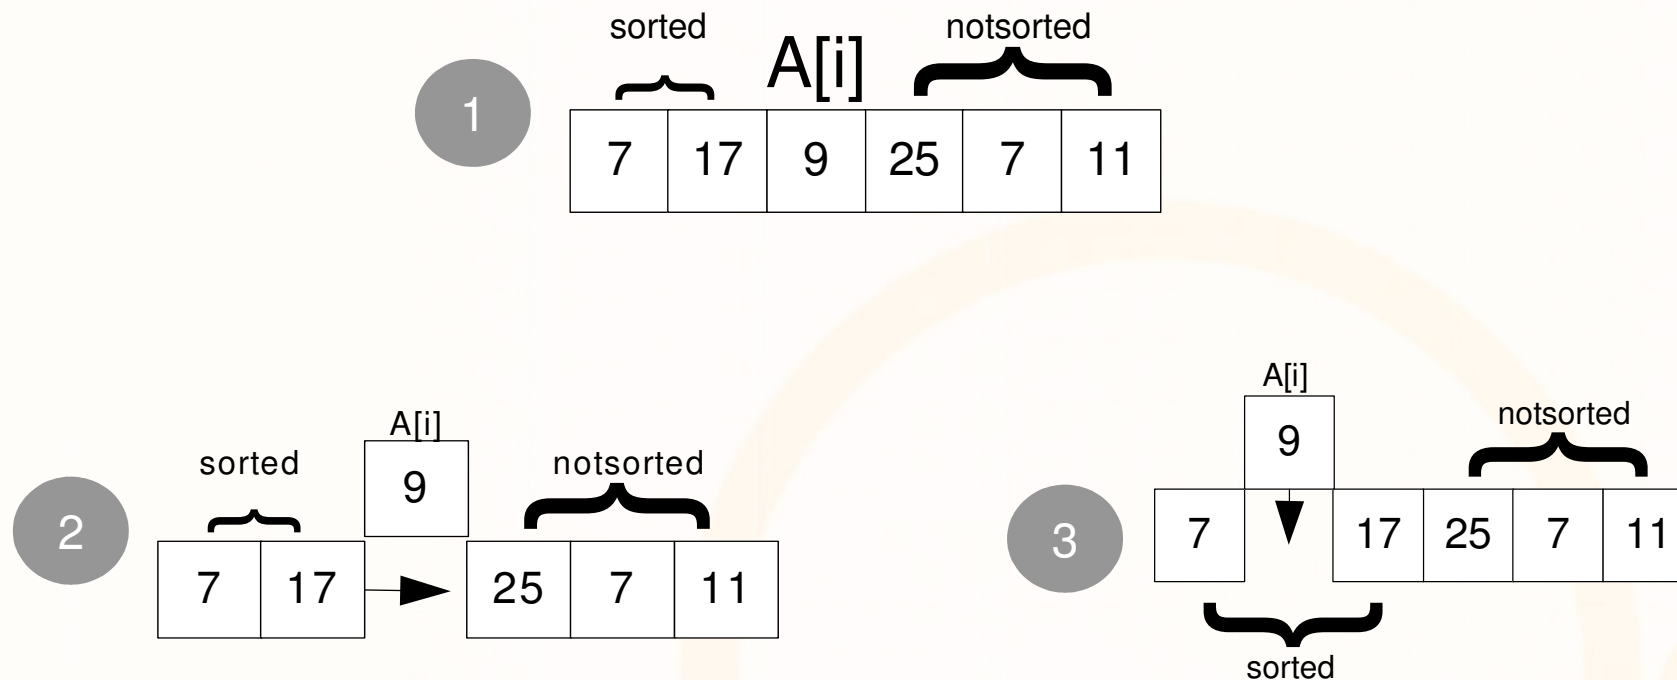 sorted
A[i]
notsorted
1
7 17 9 25 7 11
2
sorted
A[i]
9
notsorted
7 17 25 7 11
3
A[i]
9
notsorted
7 17 25 7 11
sorted